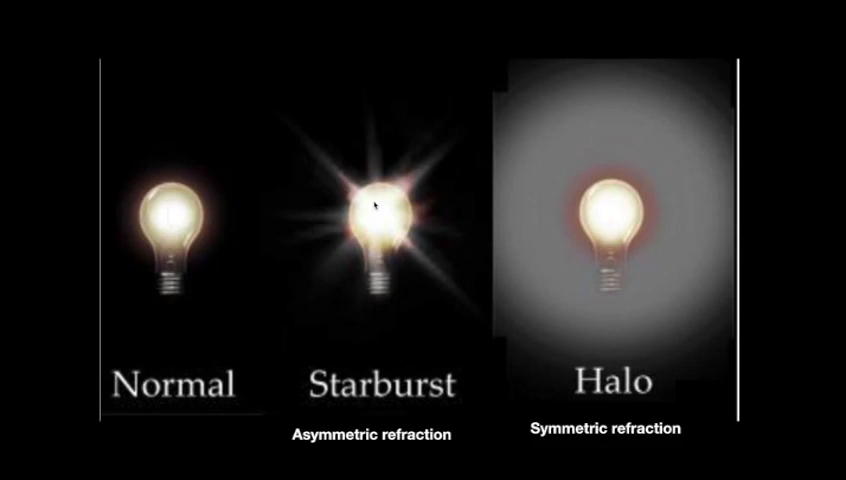 Normal
Starburst
Halo
Asymmetric refraction
Symmetric refraction